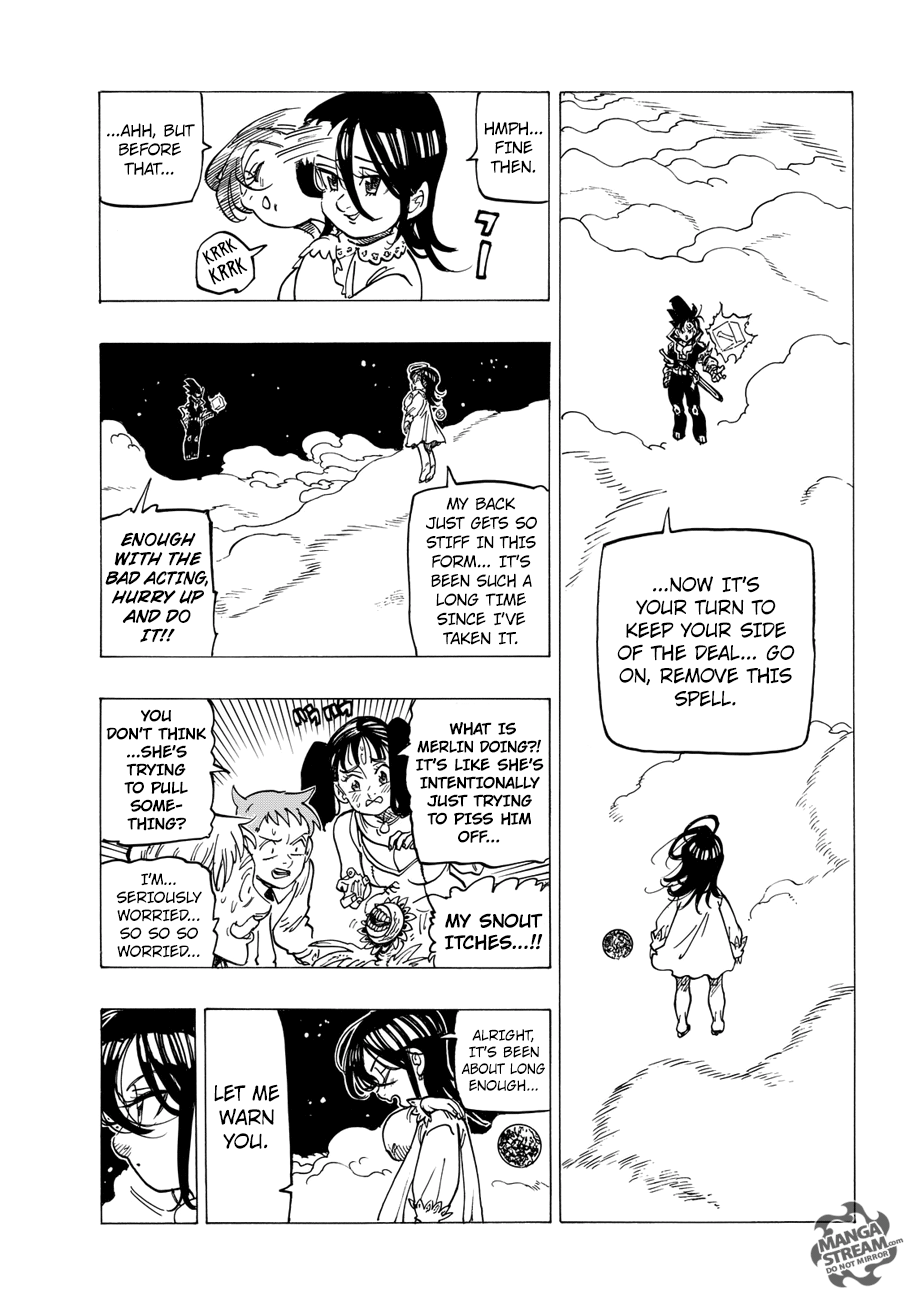 ...NOW IT'S
YOUR TURN TO
KEEP YOUR SIDE
OF THE DEAL... GO
ON, REMOVE THIS
SPELL.
HMPH...
FINE
THEN.
...AHH, BUT
BEFORE
THAT...
KRRK
KRRK
クー
MY BACK
JUST GETS SO
STIFF IN THIS
FORM... IT'S
BEEN SUCH A
LONG TIME
SINCE I'VE
TAKEN IT.
ENOUGH
WITH THE
BAD ACTING,
HURRY UP
AND DO
IT!!
WHAT IS
MERLIN DOING?!
IT'S LIKE SHE'S
INTENTIONALLY
JUST TRYING
TO PISS HIM
OFF...
MY SNOUT
ITCHES...!!
YOU
DON'T THINK
...SHE'S
TRYING
TO PULL
SOME-
THING?
I'M...
SERIOUSLY
WORRIED...
SO SO SO
WORRIED...
ALRIGHT,
IT'S BEEN
ABOUT LONG
ENOUGH...
LET ME
WARN
YOU.
MANGA
STREAM.com
DO NOT MIRROR